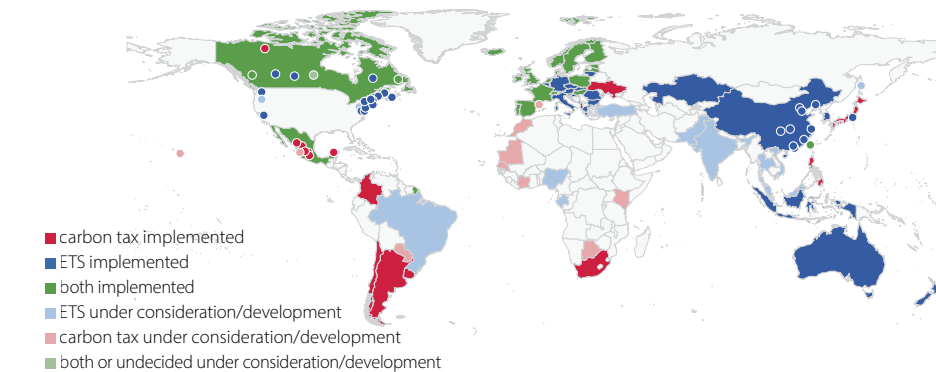 carbon tax implemented
ETS implemented
both implemented
ETS under consideration/development
carbon tax under consideration/development
both or undecided under consideration/development